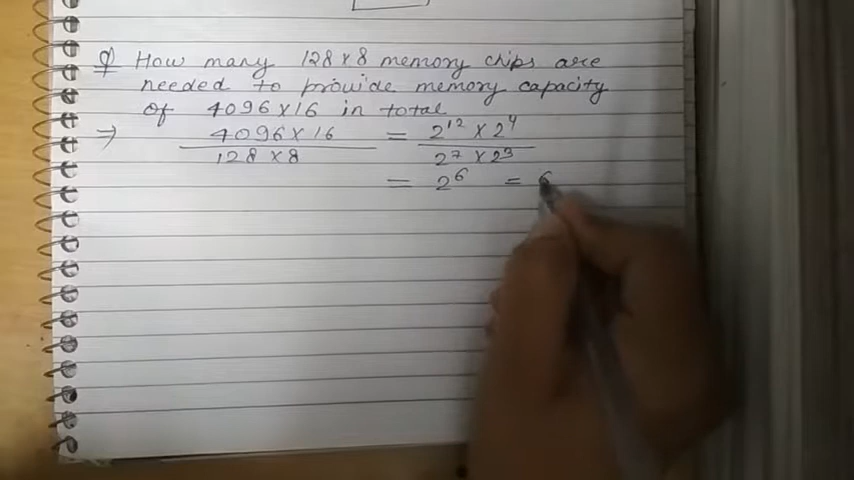 Q How many 128 x 8 memory chips are
needed to provide memory capacity
of 4096 x 16 in total
⇒ 4096 x 16 = 2^12 x 2^4
128 x 8 2^7 x 2^3
= 2^6 = 6